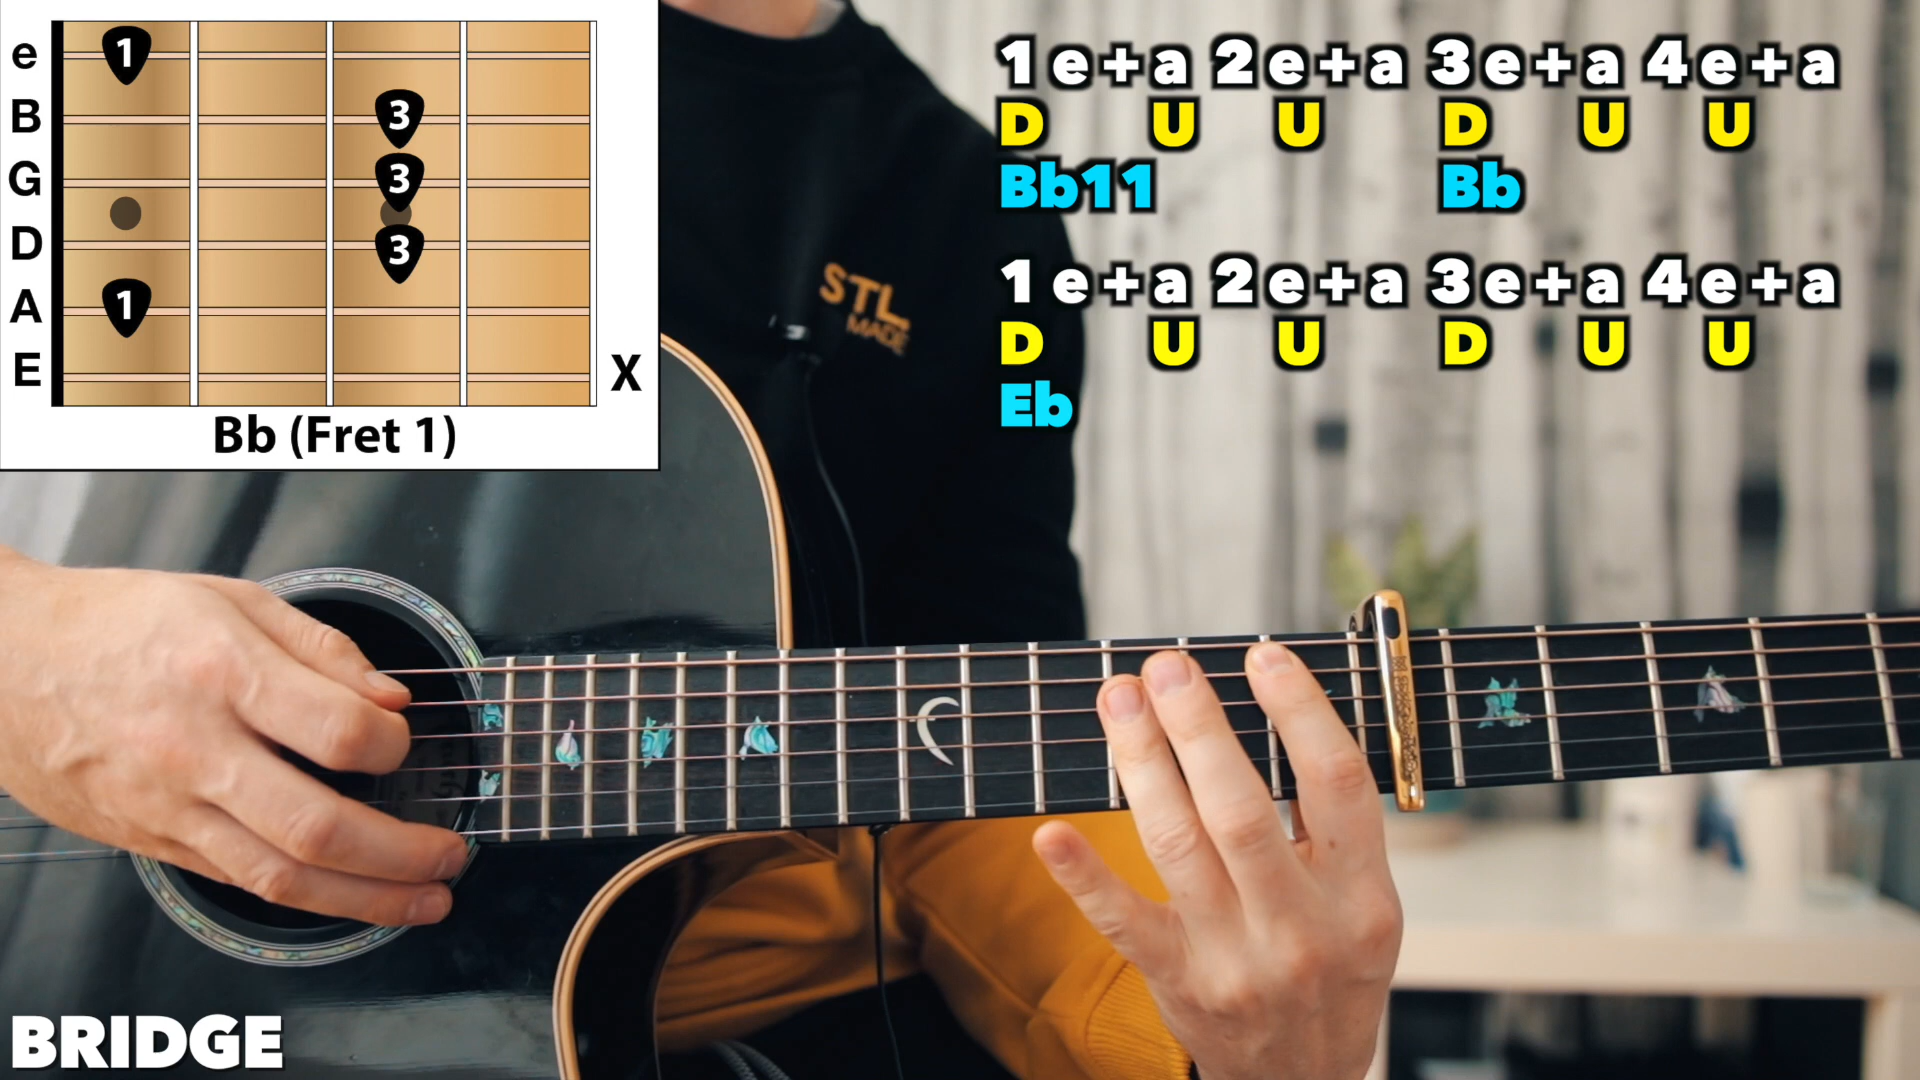 e 1
B 3
G 3
D 3
A 1
E X
Bb (Fret 1)
1 e + a 2 e + a 3 e + a 4 e + a
D U U D U U
Bb11 Bb
1 e + a 2 e + a 3 e + a 4 e + a
D U U D U U
Eb
STL
MADE
BRIDGE